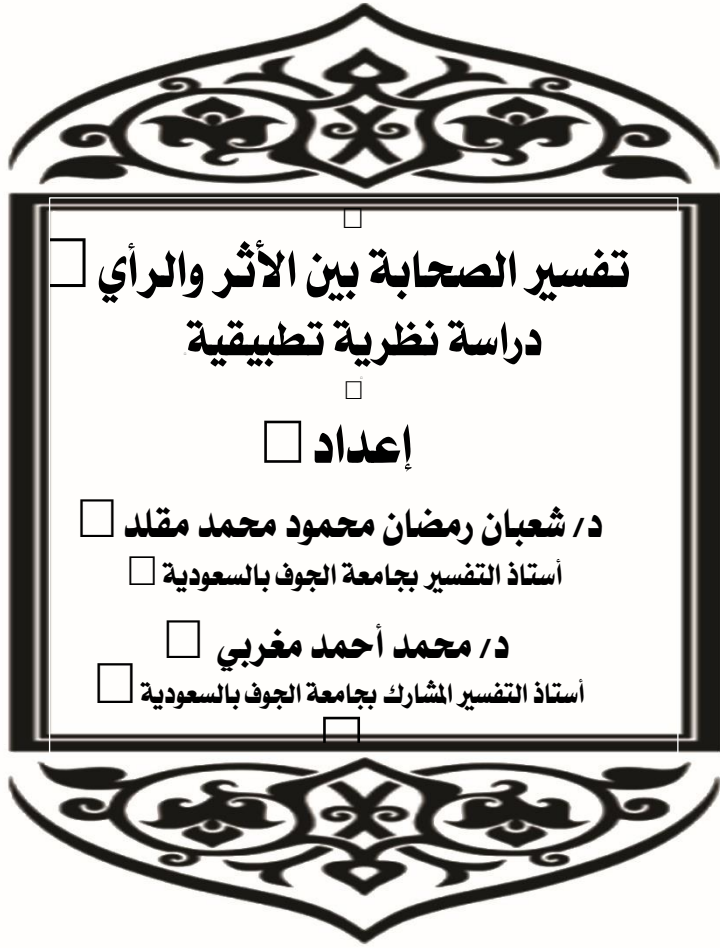 تفسير الصحابة بين الأثر والرأي
دراسة نظرية تطبيقية
إعداد
د/ شعبان رمضان محمود محمد مقلد
أستاذ التفسير بجامعة الجوف بالسعودية
د/ محمد أحمد مغربي
أستاذ التفسير المشارك بجامعة الجوف بالسعودية